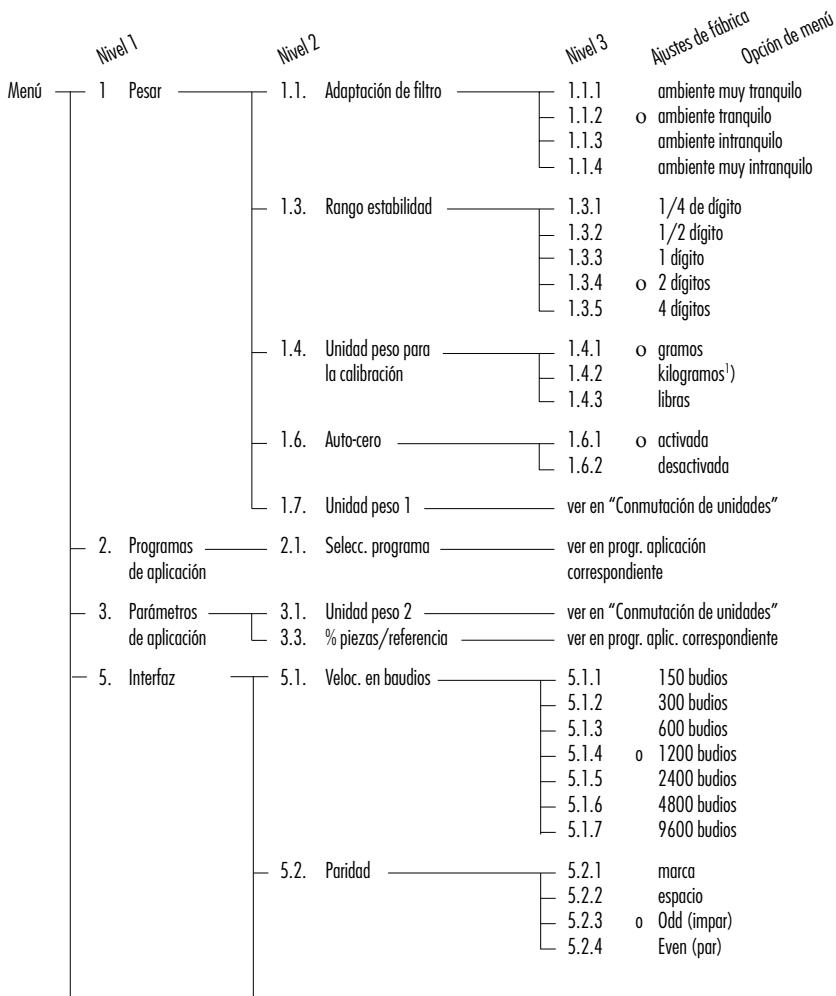 Nivel 1 Nivel 2 Nivel 3 Ajustes de fábrica Opción de menú
Menú 1 Pesar 1.1. Adaptación de filtro 1.1.1 ambiente muy tranquilo
1.1.2 o ambiente tranquilo
1.1.3 ambiente intranquilo
1.1.4 ambiente muy intranquilo
1.3. Rango estabilidad 1.3.1 1/4 de dígito
1.3.2 1/2 dígito
1.3.3 1 dígito
1.3.4 o 2 dígitos
1.3.5 4 dígitos
1.4. Unidad peso para 1.4.1 o gramos
la calibración 1.4.2 kilogramos1)
1.4.3 libras
1.6. Auto-cero 1.6.1 o activada
1.6.2 desactivada
1.7. Unidad peso 1 ver en "Conmutación de unidades"
2. Programas 2.1. Selecc. programa ver en progr. aplicación
de aplicación correspondiente
3. Parámetros 3.1. Unidad peso 2 ver en "Conmutación de unidades"
de aplicación 3.3. % piezas/referencia ver en progr. aplic. correspondiente
5. Interfaz 5.1. Veloc. en baudios 5.1.1 150 budios
5.1.2 300 budios
5.1.3 600 budios
5.1.4 o 1200 budios
5.1.5 2400 budios
5.1.6 4800 budios
5.1.7 9600 budios
5.2. Paridad 5.2.1 marca
5.2.2 espacio
5.2.3 o Odd (impar)
5.2.4 Even (par)